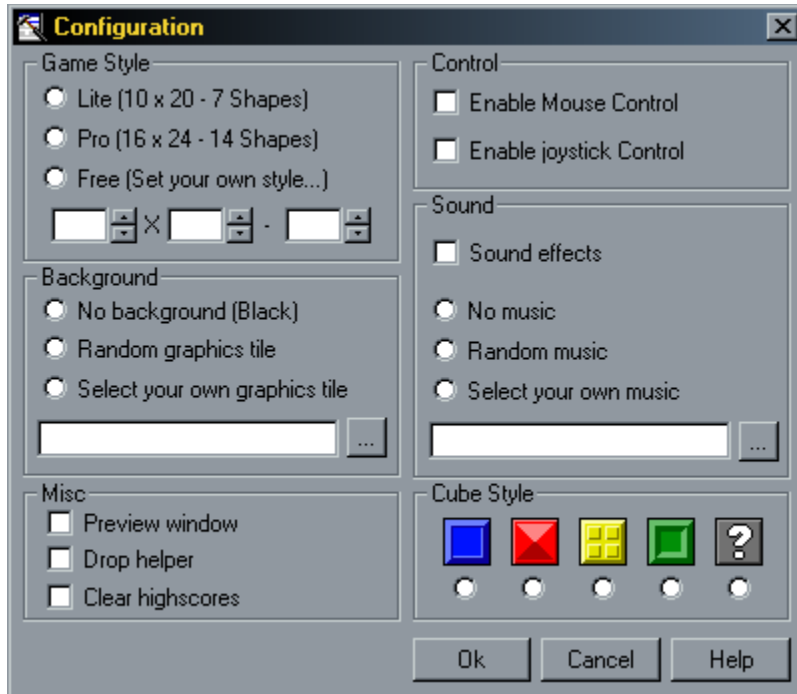 Configuration
Game Style
Lite (10 x 20 - 7 Shapes)
Pro (16 x 24 - 14 Shapes)
Free (Set your own style...)
X -
Background
No background (Black)
Random graphics tile
Select your own graphics tile
...
Misc
Preview window
Drop helper
Clear highscores
Control
Enable Mouse Control
Enable joystick Control
Sound
Sound effects
No music
Random music
Select your own music
...
Cube Style
?
Ok Cancel Help